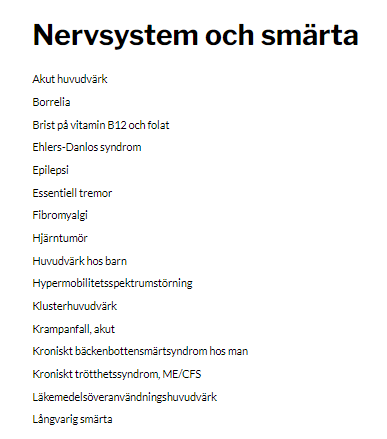 Nervsystem och smärta
Akut huvudvärk
Borrelia
Brist på vitamin B12 och folat
Ehlers-Danlos syndrom
Epilepsi
Essentiell tremor
Fibromyalgi
Hjärntumör
Huvudvärk hos barn
Hypermobilitetsspektrumstörning
Klusterhuvudvärk
Krampanfall, akut
Kroniskt bäckenbottensmärtsyndrom hos man
Kroniskt trötthetssyndrom, ME/CFS
Läkemedelsöveranvändningshuvudvärk
Långvarig smärta